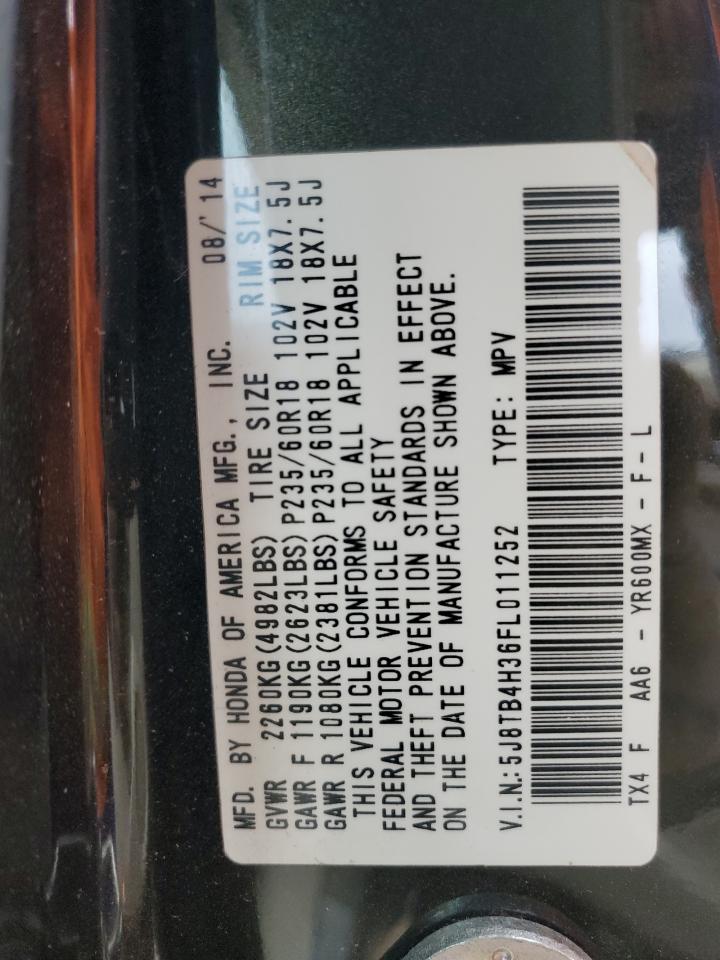 MFD. BY HONDA OF AMERICA MFG., INC. 08/'14
GVWR 2260KG(4982LBS) TIRE SIZE RIM SIZE
GAWR F 1190KG(2623LBS)P235/60R18 102V 18X7.5J
GAWR R 1080KG(2381LBS)P235/60R18 102V 18X7.5J
THIS VEHICLE CONFORMS TO ALL APPLICABLE
FEDERAL MOTOR VEHICLE SAFETY
AND THEFT PREVENTION STANDARDS IN EFFECT
ON THE DATE OF MANUFACTURE SHOWN ABOVE.
V.I.N.: 5J8TB4H36FL011252 TYPE: MPV
TX4 F AA6 - YR600MX - F - L